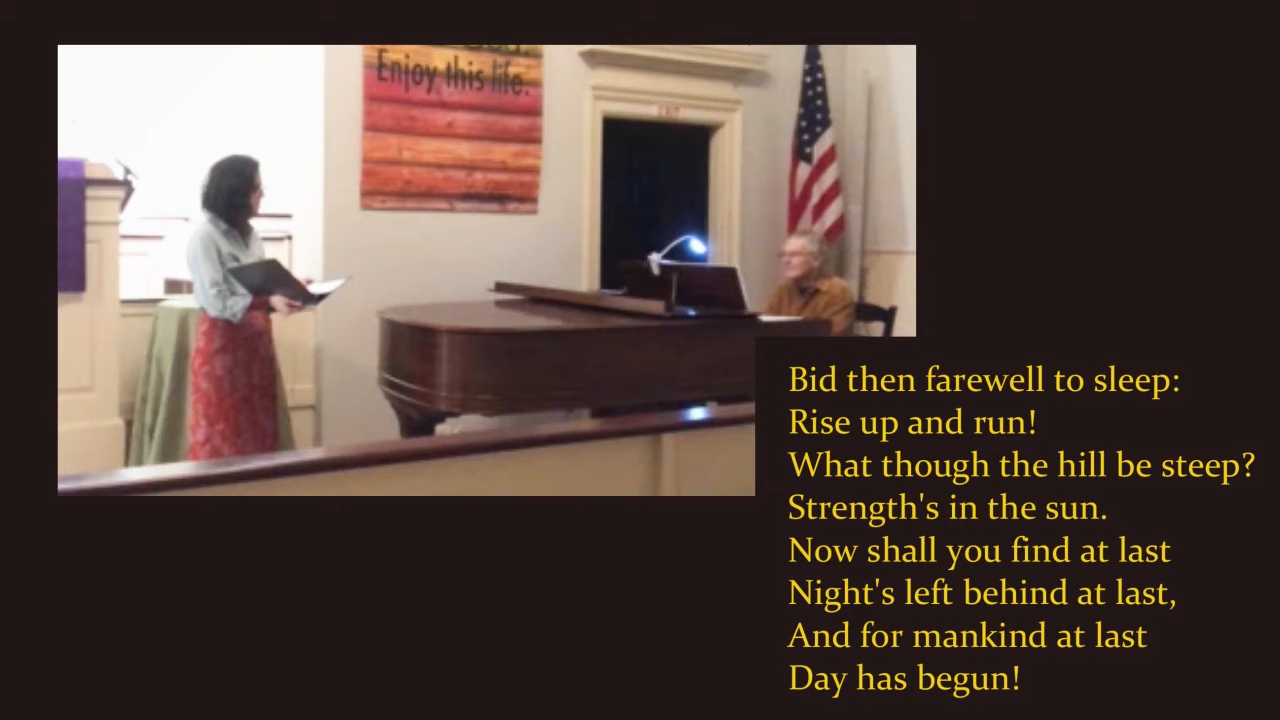 God.
Enjoy this life.
EXIT
Bid then farewell to sleep:
Rise up and run!
What though the hill be steep?
Strength's in the sun.
Now shall you find at last
Night's left behind at last,
And for mankind at last
Day has begun!